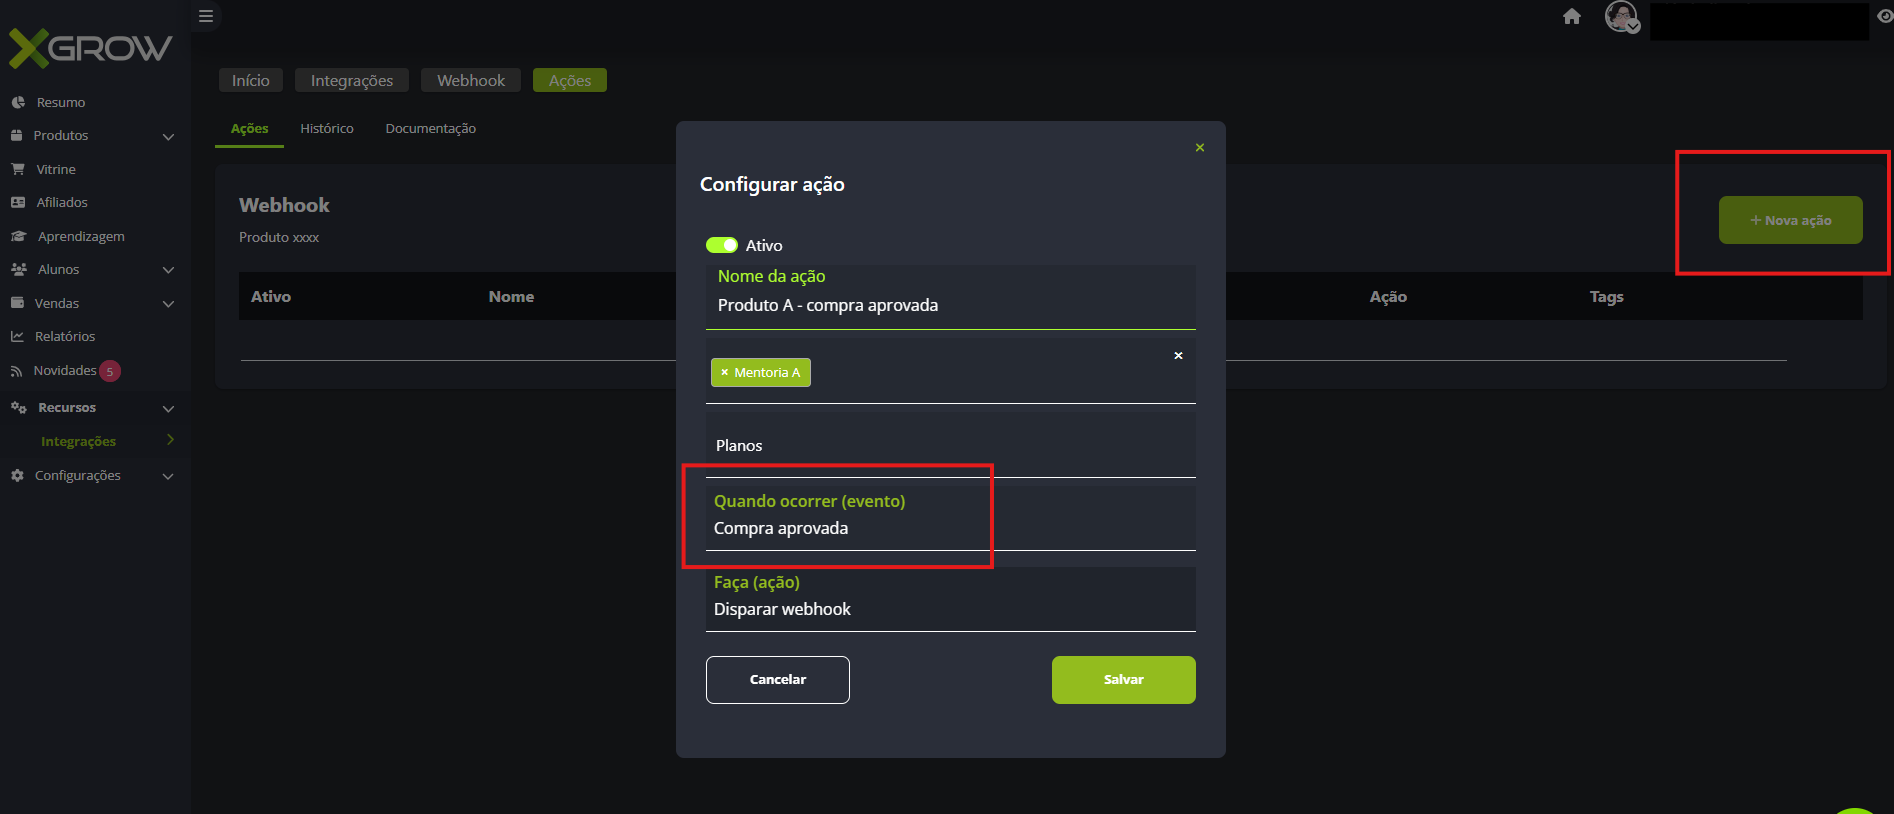 XGROW
Resumo
Produtos
Vitrine
Afiliados
Aprendizagem
Alunos
Vendas
Relatórios
Novidades 5
Recursos
Integrações
Configurações
Início Integrações Webhook Ações
Ações Histórico Documentação
Webhook
Produto xxxx
+ Nova ação
Ativo Nome Ação Tags
×
Configurar ação
Ativo
Nome da ação
Produto A - compra aprovada
×
× Mentoria A
Planos
Quando ocorrer (evento)
Compra aprovada
Faça (ação)
Disparar webhook
Cancelar Salvar